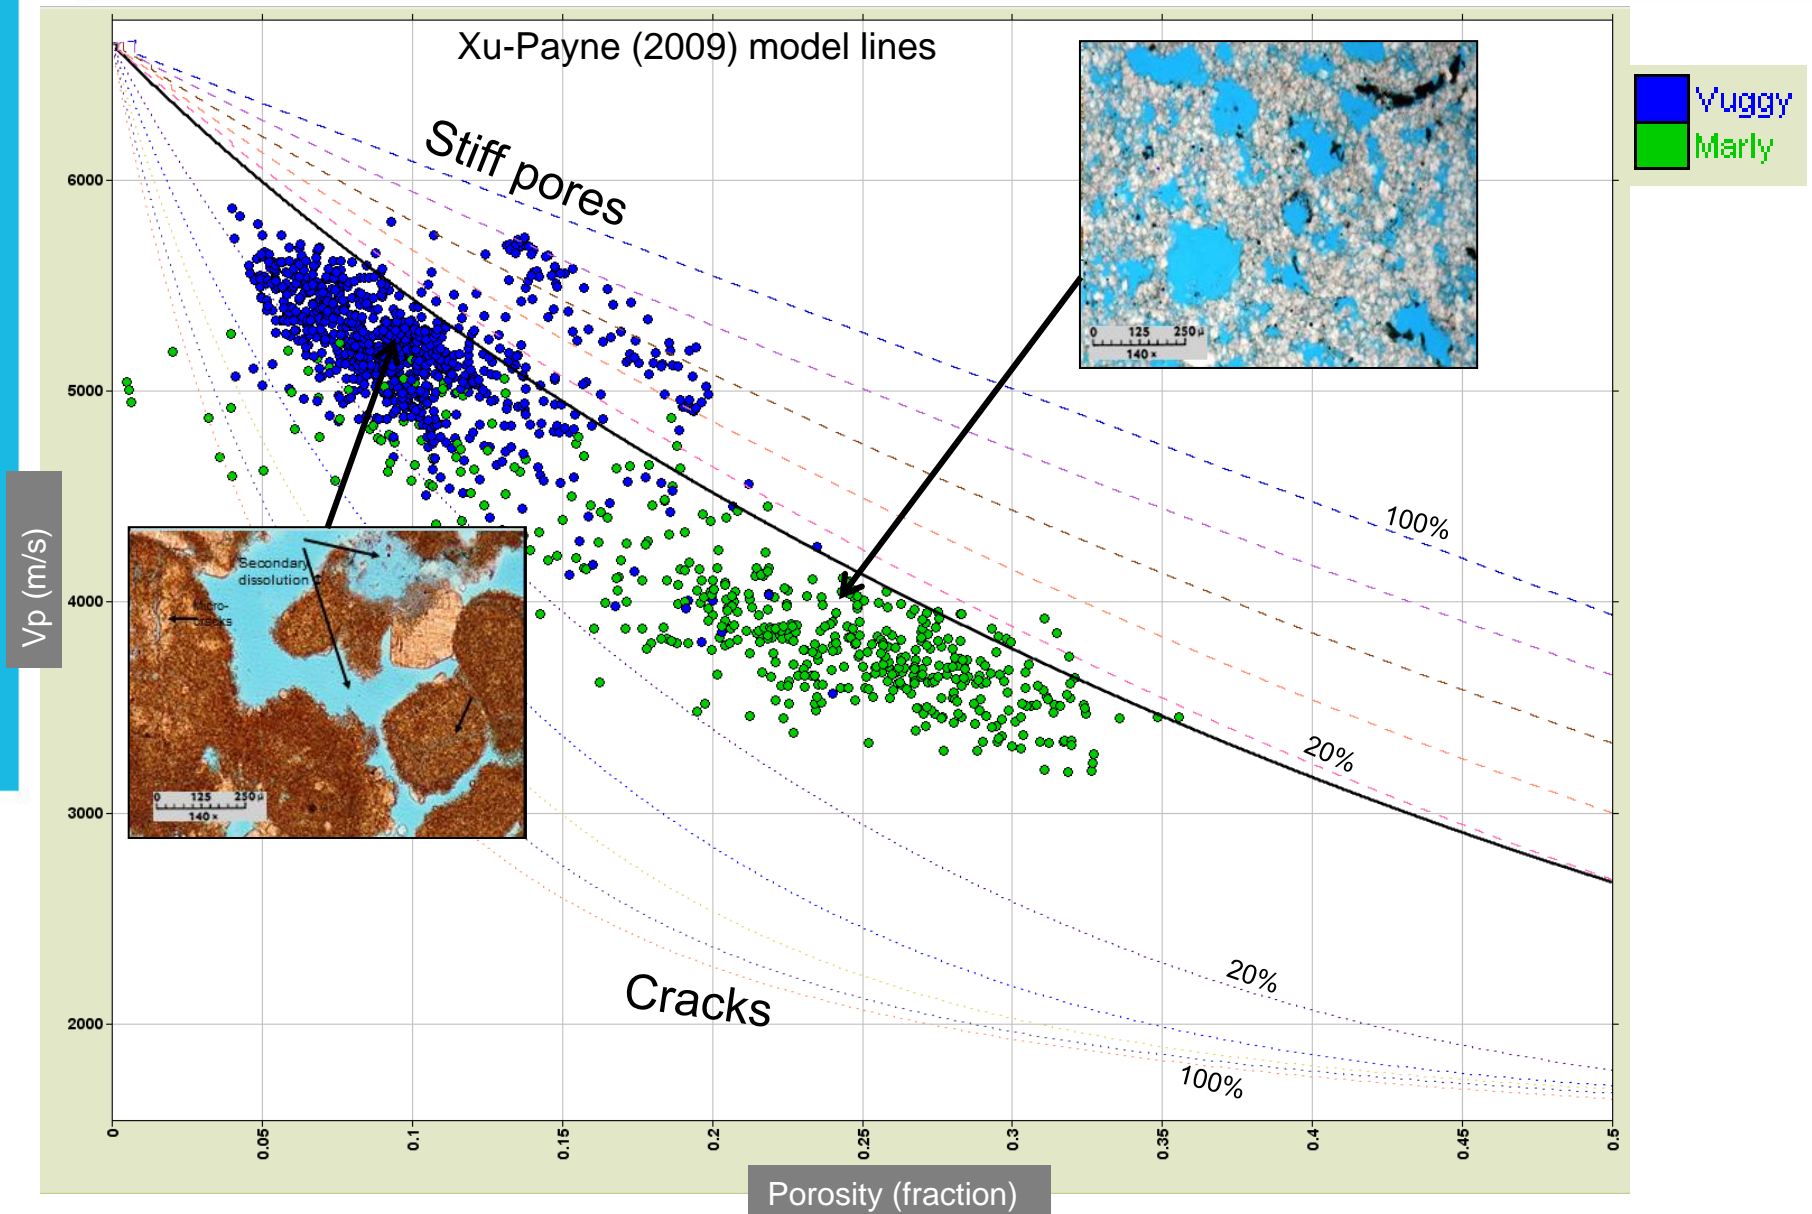 Xu-Payne (2009) model lines
Vuggy
Marly
Stiff pores
0 125 250 μ
140 ×
6000
5000
4000
3000
2000
Vp (m/s)
100%
20%
Secondary
dissolution
Micro-
cracks
0 125 250 μ
140 ×
20%
Cracks
100%
0
0.05
0.1
0.15
0.2
0.25
0.3
0.35
0.4
0.45
0.5
Porosity (fraction)